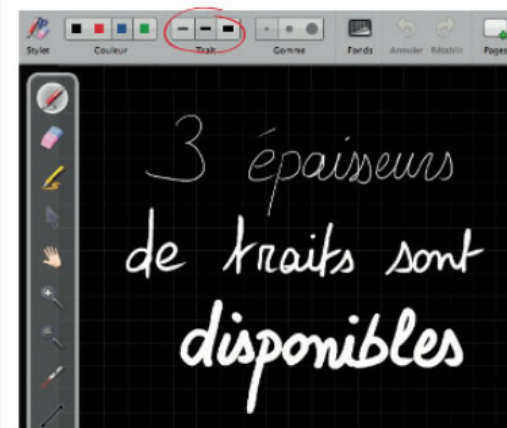 Stylet Couleur Trait Gomme Fonds Annuler Rétablir Pages
3 épaisseurs
de traits sont
disponibles